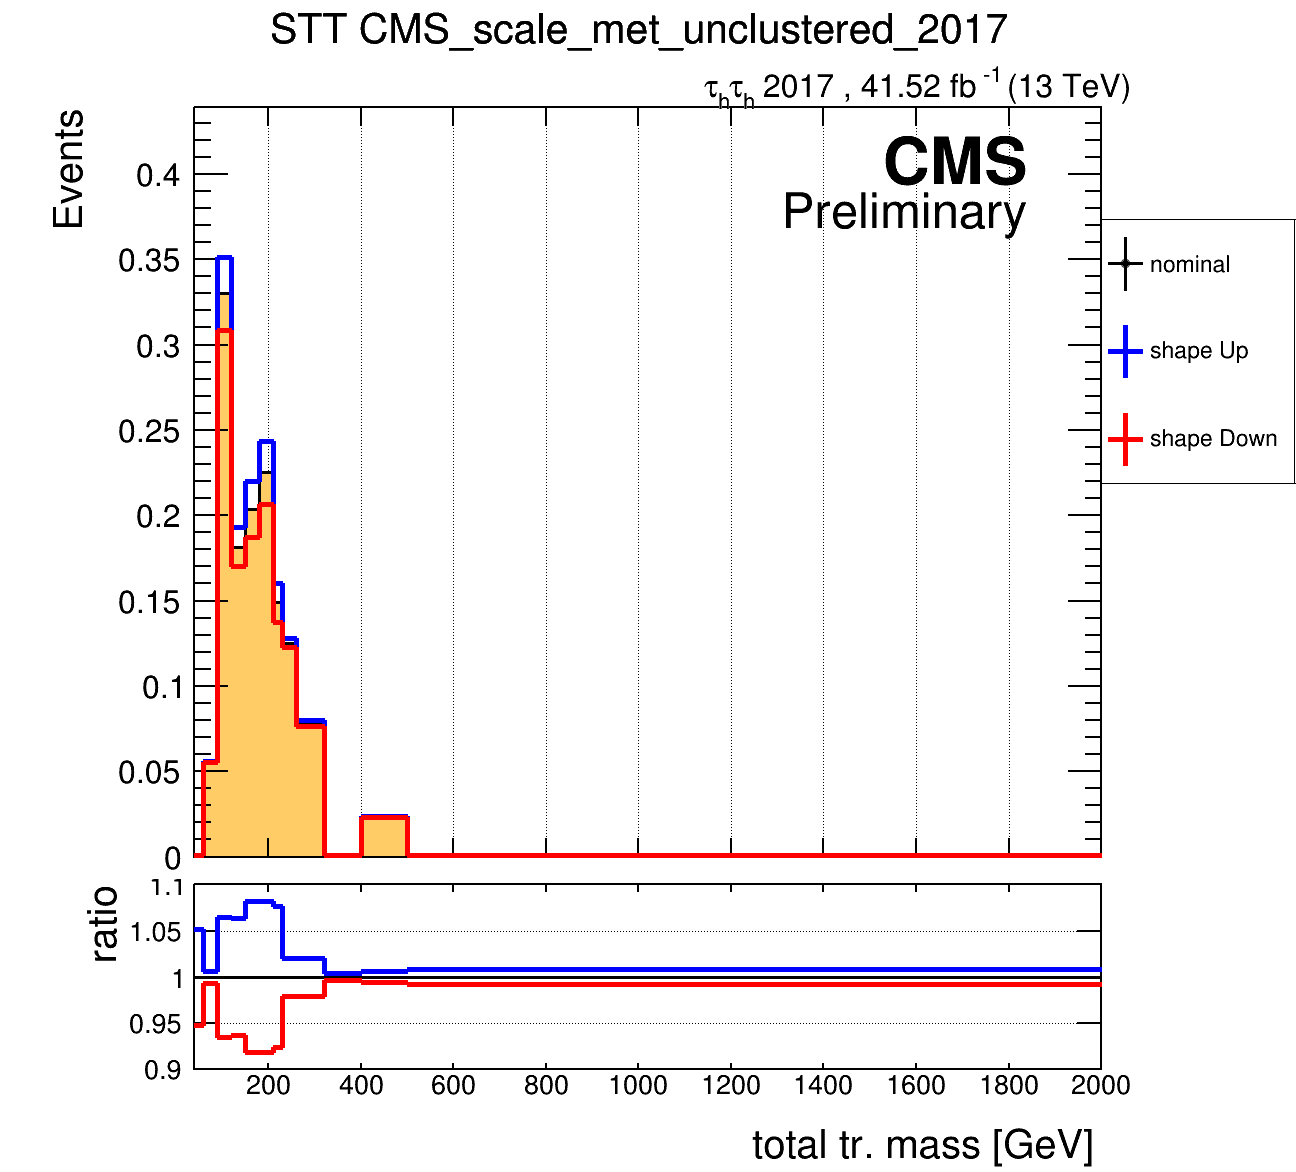 STT CMS_scale_met_unclustered_2017
τhτh 2017 , 41.52 fb -1 (13 TeV)
Events
CMS
Preliminary
0.4
0.35
0.3
0.25
0.2
0.15
0.1
0.05
0
nominal
shape Up
shape Down
ratio
1.1
1.05
1
0.95
0.9
200 400 600 800 1000 1200 1400 1600 1800 2000
total tr. mass [GeV]